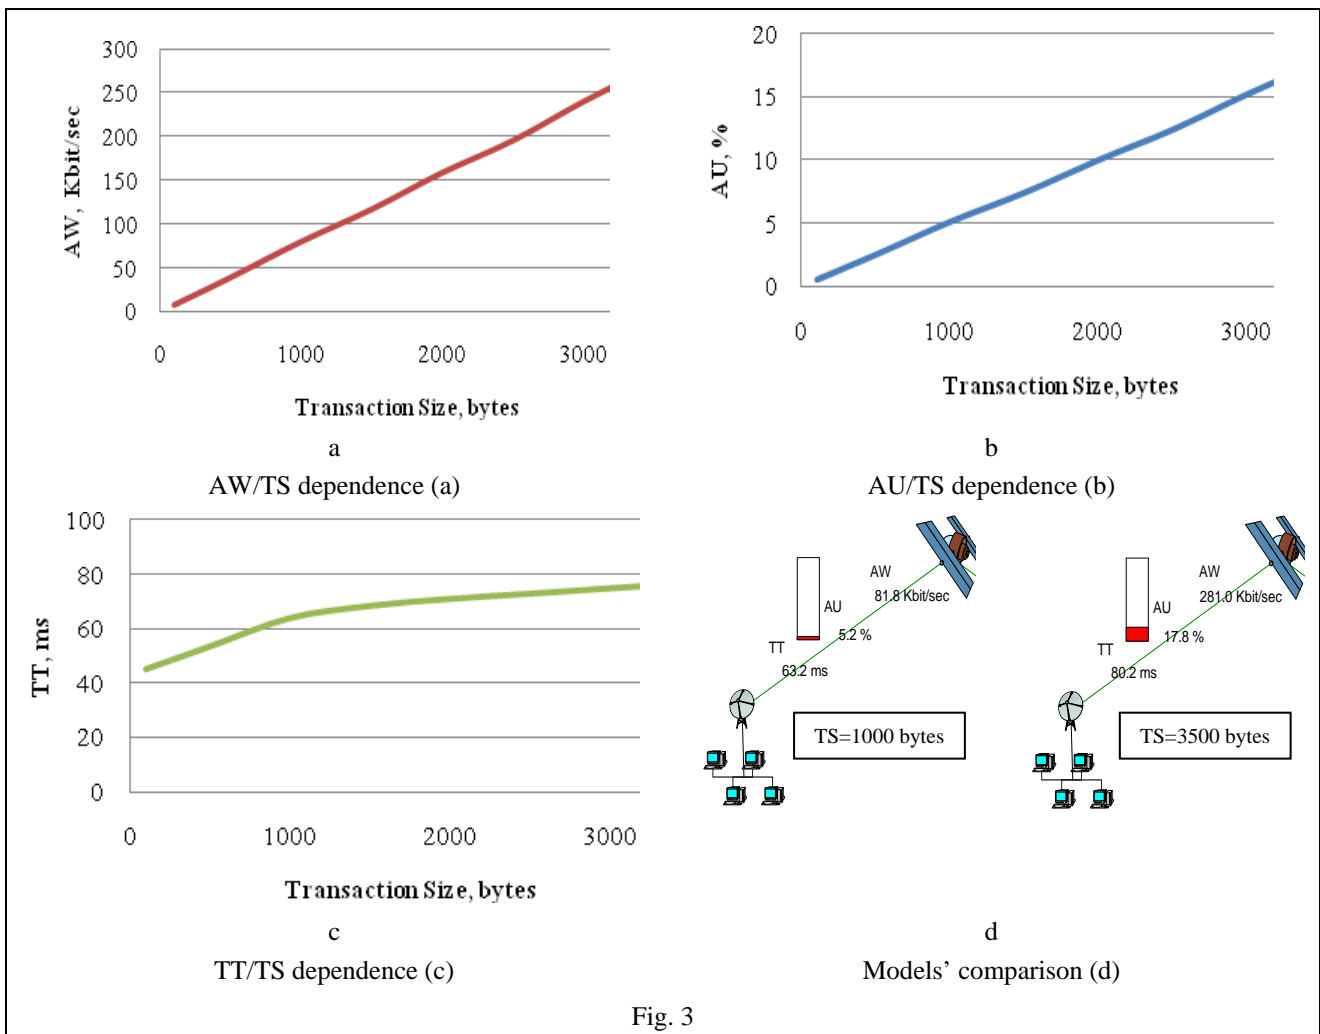 300
250
200
150
100
50
0
AW, Kbit/sec
0 1000 2000 3000
Transaction Size, bytes
a
AW/TS dependence (a)
20
15
10
5
0
AU, %
0 1000 2000 3000
Transaction Size, bytes
b
AU/TS dependence (b)
100
80
60
40
20
0
TT, ms
0 1000 2000 3000
Transaction Size, bytes
c
TT/TS dependence (c)
AW
81.8 Kbit/sec
AU
5.2 %
TT
63.2 ms
TS=1000 bytes
AW
281.0 Kbit/sec
AU
17.8 %
TT
80.2 ms
TS=3500 bytes
d
Models’ comparison (d)
Fig. 3